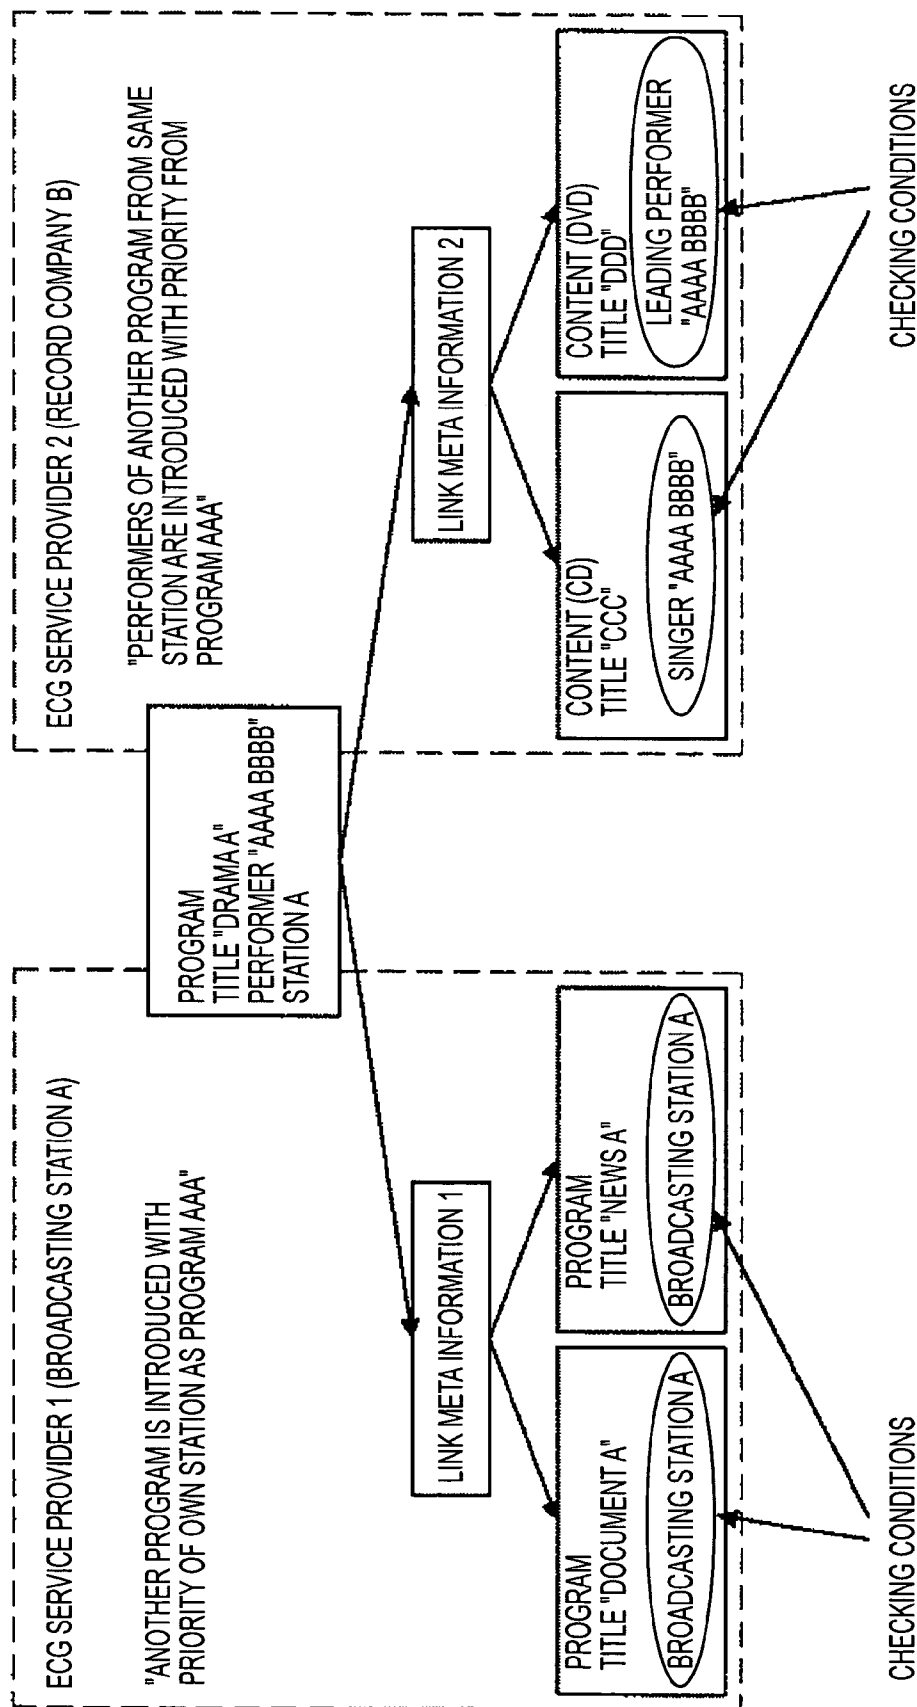 ECG SERVICE PROVIDER 1 (BROADCASTING STATION A)
"ANOTHER PROGRAM IS INTRODUCED WITH
PRIORITY OF OWN STATION AS PROGRAM AAA"
PROGRAM
TITLE "DRAMA A"
PERFORMER "AAAA BBBB"
STATION A
ECG SERVICE PROVIDER 2 (RECORD COMPANY B)
"PERFORMERS OF ANOTHER PROGRAM FROM SAME
STATION ARE INTRODUCED WITH PRIORITY FROM
PROGRAM AAA"
LINK META INFORMATION 1
LINK META INFORMATION 2
PROGRAM
TITLE "DOCUMENT A"
BROADCASTING STATION A
PROGRAM
TITLE "NEWS A"
BROADCASTING STATION A
CONTENT (CD)
TITLE "CCC"
SINGER "AAAA BBBB"
CONTENT (DVD)
TITLE "DDD"
LEADING PERFORMER
"AAAA BBBB"
CHECKING CONDITIONS
CHECKING CONDITIONS